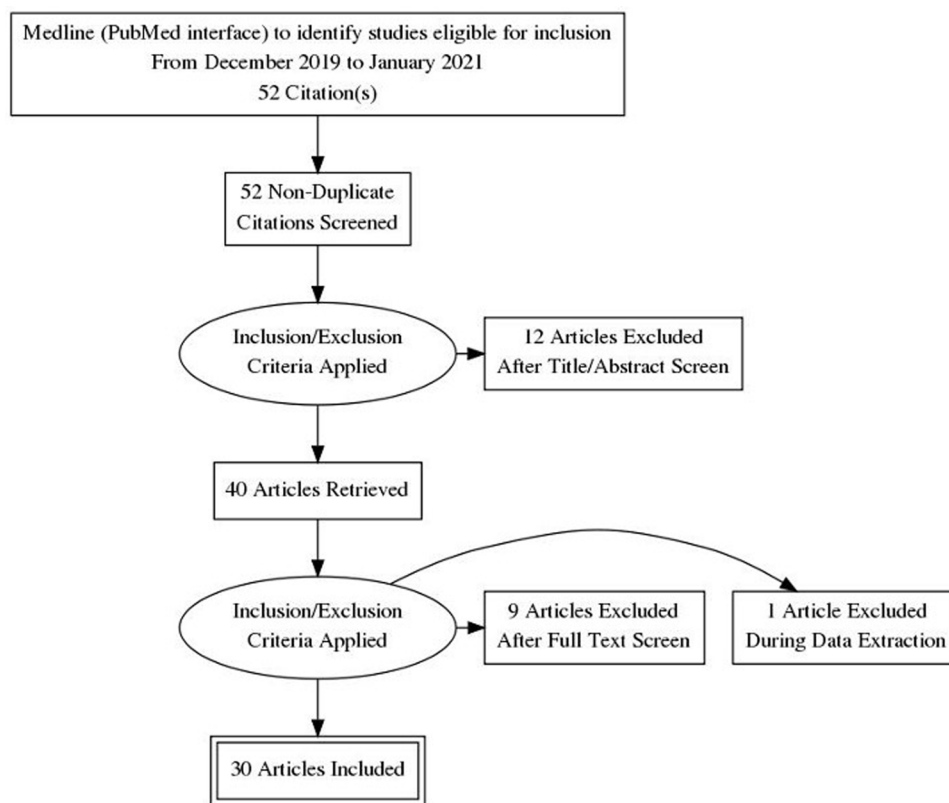 Medline (PubMed interface) to identify studies eligible for inclusion
From December 2019 to January 2021
52 Citation(s)
52 Non-Duplicate
Citations Screened
Inclusion/Exclusion
Criteria Applied
12 Articles Excluded
After Title/Abstract Screen
40 Articles Retrieved
Inclusion/Exclusion
Criteria Applied
9 Articles Excluded
After Full Text Screen
1 Article Excluded
During Data Extraction
30 Articles Included